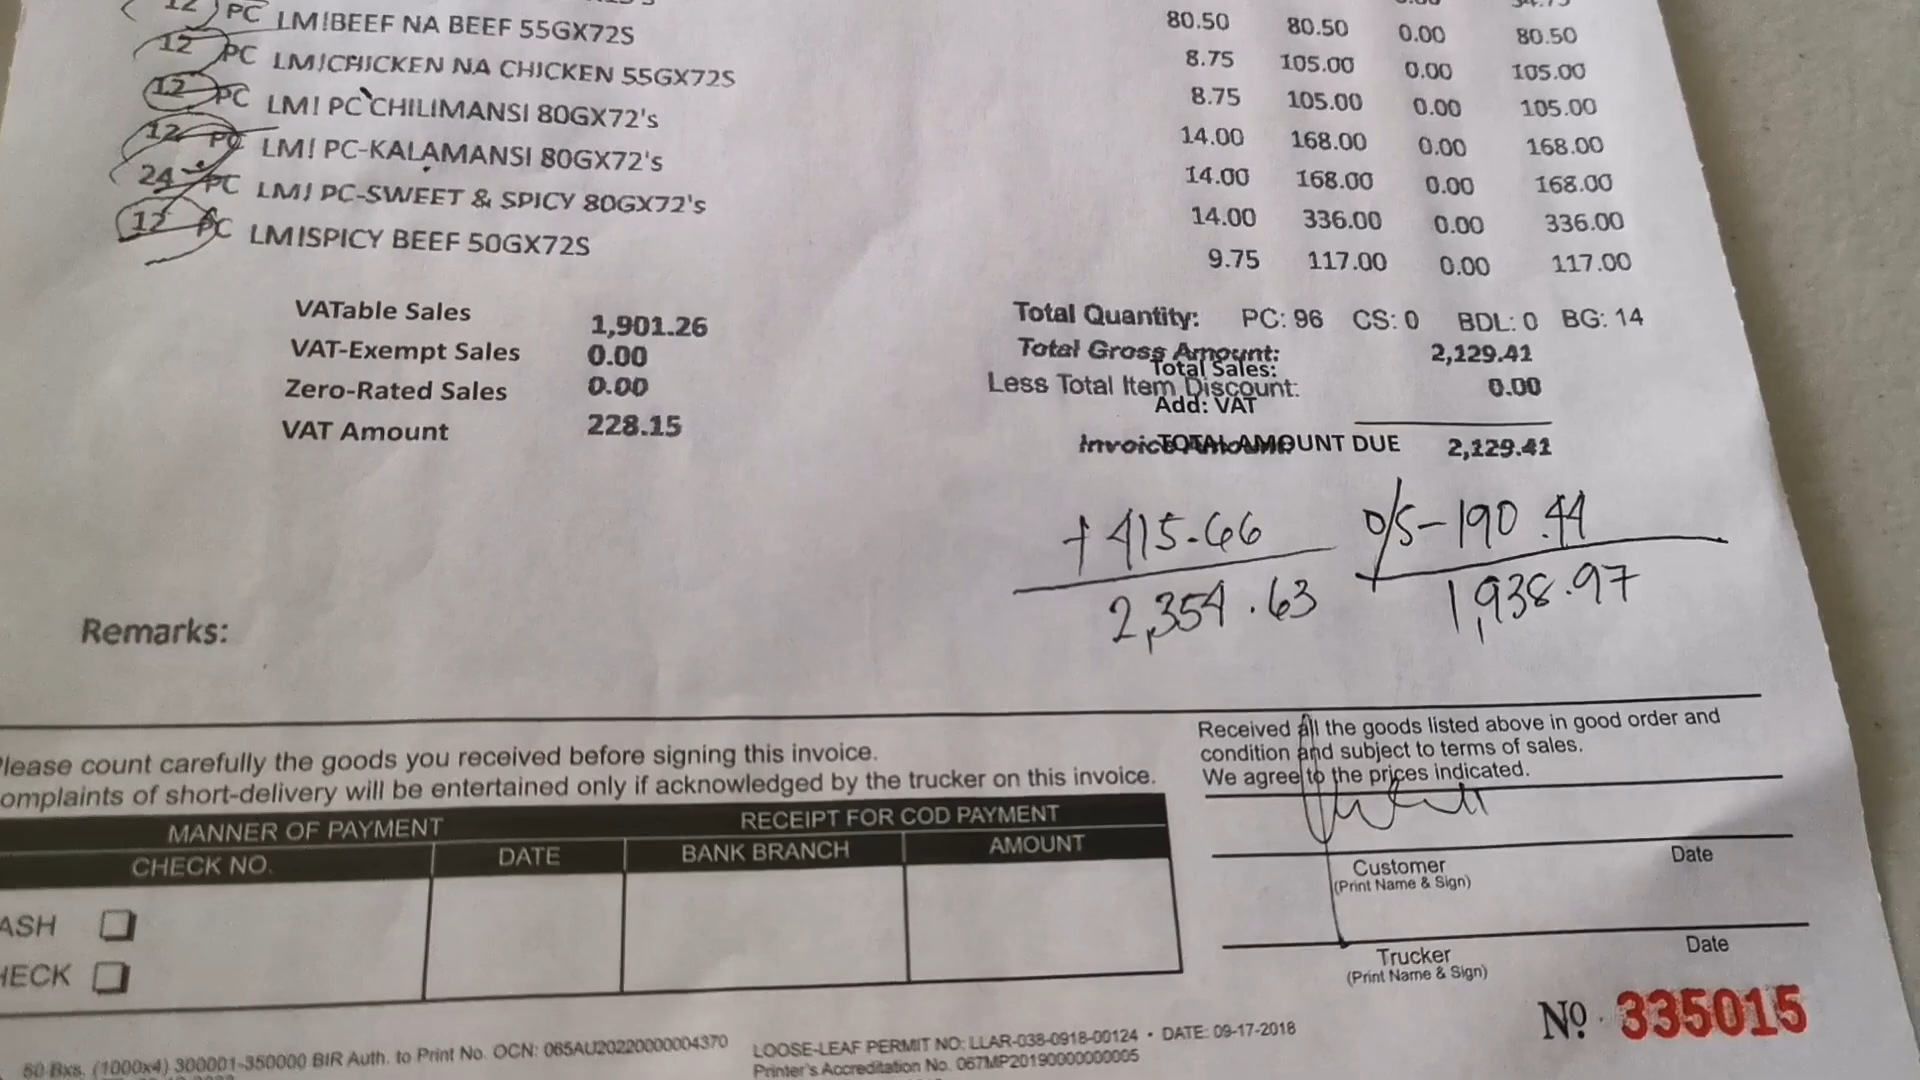 12 PC LM!BEEF NA BEEF 55GX72S 80.50 80.50 0.00 80.50
12 PC LM!CHICKEN NA CHICKEN 55GX72S 8.75 105.00 0.00 105.00
12 PC LM! PC CHILIMANSI 80GX72's 8.75 105.00 0.00 105.00
12 PC LM! PC-KALAMANSI 80GX72's 14.00 168.00 0.00 168.00
24 PC LM! PC-SWEET & SPICY 80GX72's 14.00 168.00 0.00 168.00
12 PC LM!SPICY BEEF 50GX72S 14.00 336.00 0.00 336.00
9.75 117.00 0.00 117.00
VATable Sales 1,901.26
VAT-Exempt Sales 0.00
Zero-Rated Sales 0.00
VAT Amount 228.15
Total Quantity: PC: 96 CS: 0 BDL: 0 BG: 14
Total Gross Amount: 2,129.41
Total Sales:
Less Total Item Discount: 0.00
Add: VAT
TOTAL AMOUNT DUE 2,129.41
+ 415.66 O/S - 190.44
2,354.63 1,938.97
Remarks:
lease count carefully the goods you received before signing this invoice.
omplaints of short-delivery will be entertained only if acknowledged by the trucker on this invoice.
MANNER OF PAYMENT RECEIPT FOR COD PAYMENT
CHECK NO. DATE BANK BRANCH AMOUNT
ASH
HECK
Received all the goods listed above in good order and
condition and subject to terms of sales.
We agree to the prices indicated.
Customer Date
(Print Name & Sign)
Trucker Date
(Print Name & Sign)
Nº 335015
50 Bxs. (1000x4) 300001-350000 BIR Auth. to Print No. OCN: 065AU20220000004370
LOOSE-LEAF PERMIT NO: LLAR-038-0918-00124 • DATE: 09-17-2018
Printer's Accreditation No. 067MP20190000000005